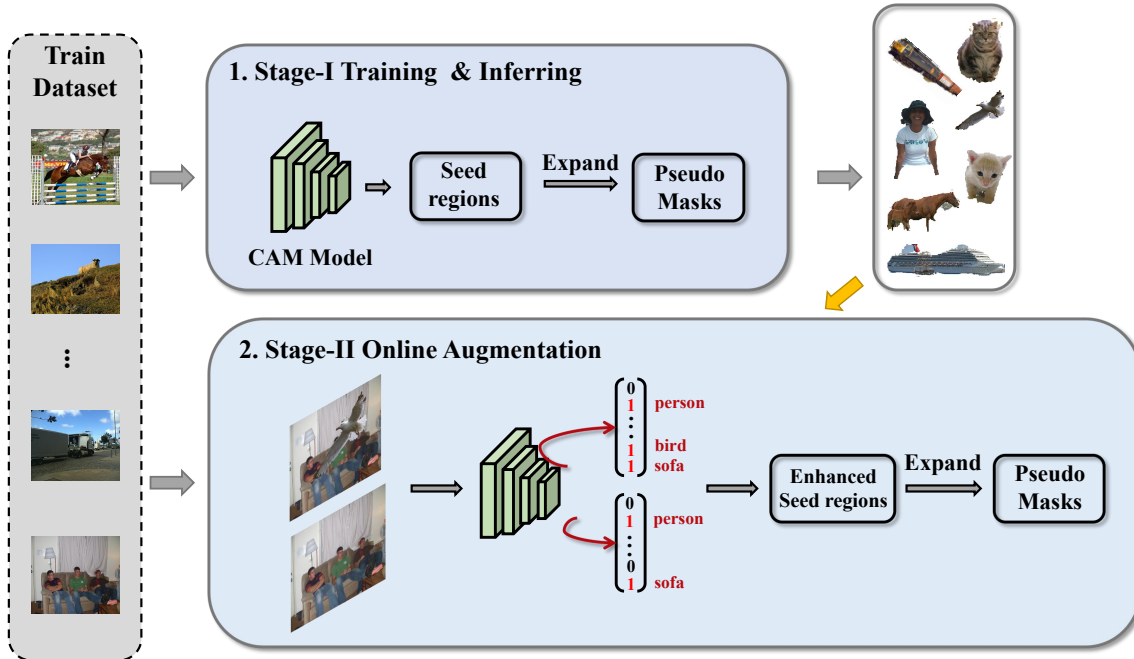 Train
Dataset
1. Stage-I Training & Inferring
CAM Model
Seed
regions
Expand
Pseudo
Masks
2. Stage-II Online Augmentation
0
1
1
1
person
bird
sofa
0
1
0
1
person
sofa
Enhanced
Seed regions
Expand
Pseudo
Masks